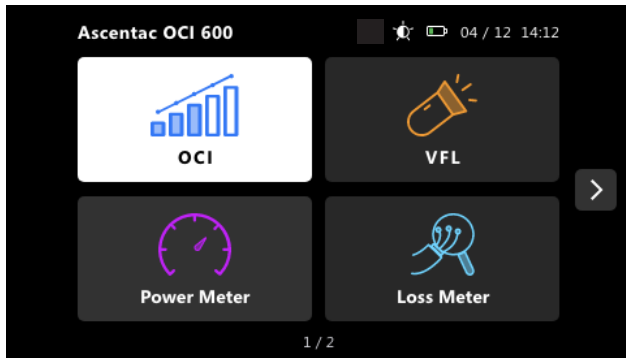 Ascentac OCI 600 04 / 12 14:12
OCI
VFL
Power Meter
Loss Meter
1 / 2